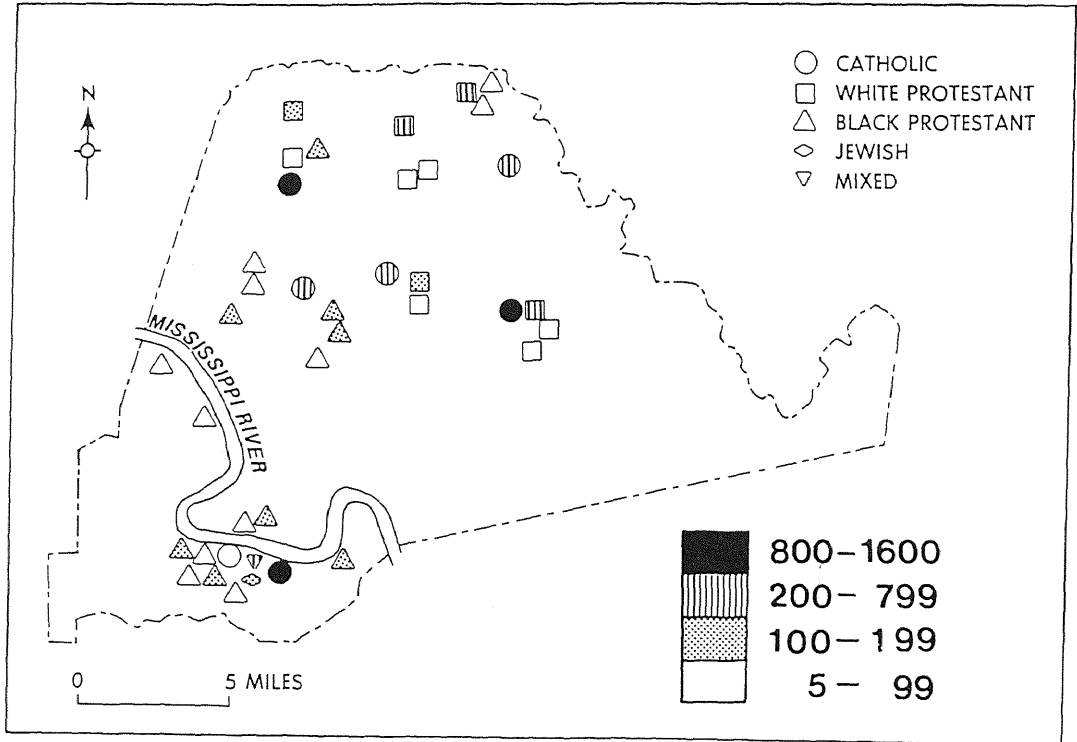 N
CATHOLIC
WHITE PROTESTANT
BLACK PROTESTANT
JEWISH
MIXED
MISSISSIPPI RIVER
800-1600
200- 799
100- 199
5- 99
0 5 MILES